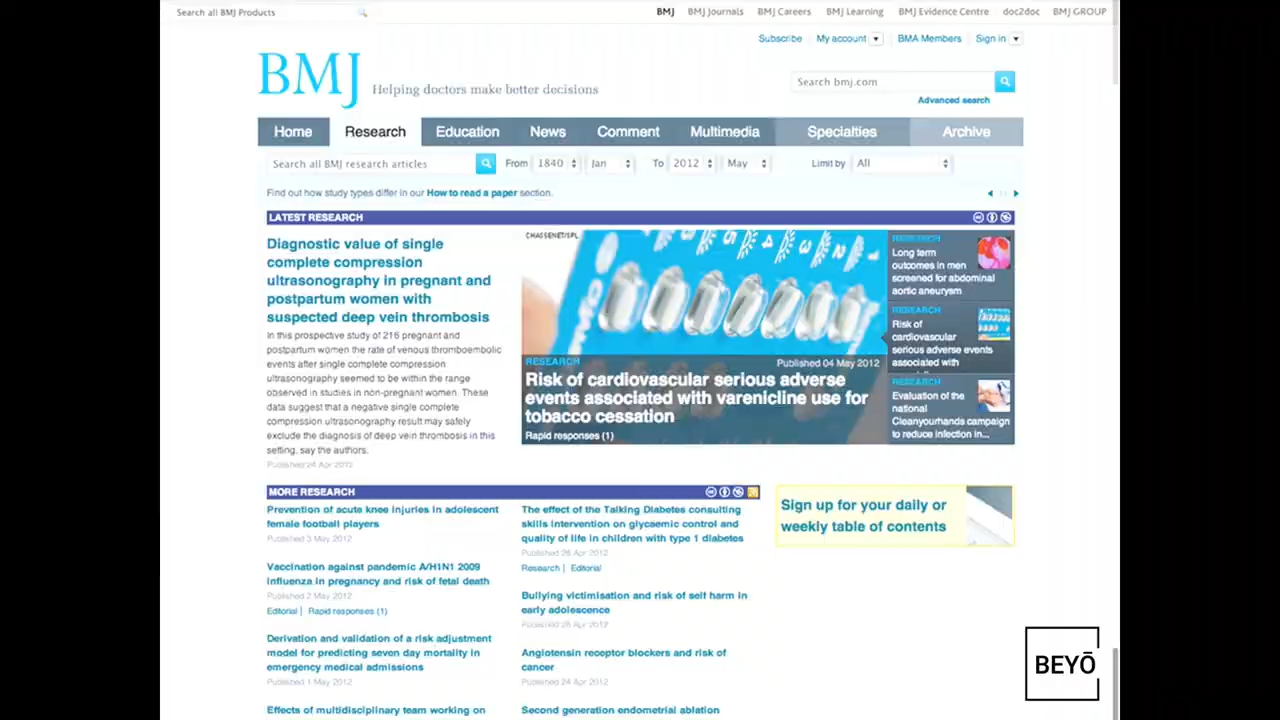 Search all BMJ Products
BMJ BMJ Journals BMJ Careers BMJ Learning BMJ Evidence Centre doc2doc BMJ GROUP
Subscribe My account BMA Members Sign in
BMJ Helping doctors make better decisions
Search bmj.com
Advanced search
Home Research Education News Comment Multimedia Specialties Archive
Search all BMJ research articles From 1840 Jan To 2012 May Limit by All
Find out how study types differ in our How to read a paper section.
LATEST RESEARCH
Diagnostic value of single
complete compression
ultrasonography in pregnant and
postpartum women with
suspected deep vein thrombosis
In this prospective study of 216 pregnant and
postpartum women the rate of venous thromboembolic
events after single complete compression
ultrasonography seemed to be within the range
observed in studies in non-pregnant women. These
data suggest that a negative single complete
compression ultrasonography result may safely
exclude the diagnosis of deep vein thrombosis in this
setting, say the authors.
Published 24 Apr 2012
CHASSENET/SPL
RESEARCH Published 04 May 2012
Risk of cardiovascular serious adverse
events associated with varenicline use for
tobacco cessation
Rapid responses (1)
RESEARCH
Long term
outcomes in men
screened for abdominal
aortic aneurysm
RESEARCH
Risk of
cardiovascular
serious adverse events
associated with
RESEARCH
Evaluation of the
national
Cleanyourhands campaign
to reduce infection in...
MORE RESEARCH
Prevention of acute knee injuries in adolescent
female football players
Published 3 May 2012
Vaccination against pandemic A/H1N1 2009
influenza in pregnancy and risk of fetal death
Published 2 May 2012
Editorial | Rapid responses (1)
Derivation and validation of a risk adjustment
model for predicting seven day mortality in
emergency medical admissions
Published 1 May 2012
Effects of multidisciplinary team working on
The effect of the Talking Diabetes consulting
skills intervention on glycaemic control and
quality of life in children with type 1 diabetes
Published 26 Apr 2012
Research | Editorial
Bullying victimisation and risk of self harm in
early adolescence
Published 26 Apr 2012
Angiotensin receptor blockers and risk of
cancer
Published 24 Apr 2012
Second generation endometrial ablation
Sign up for your daily or
weekly table of contents
BEYŌ